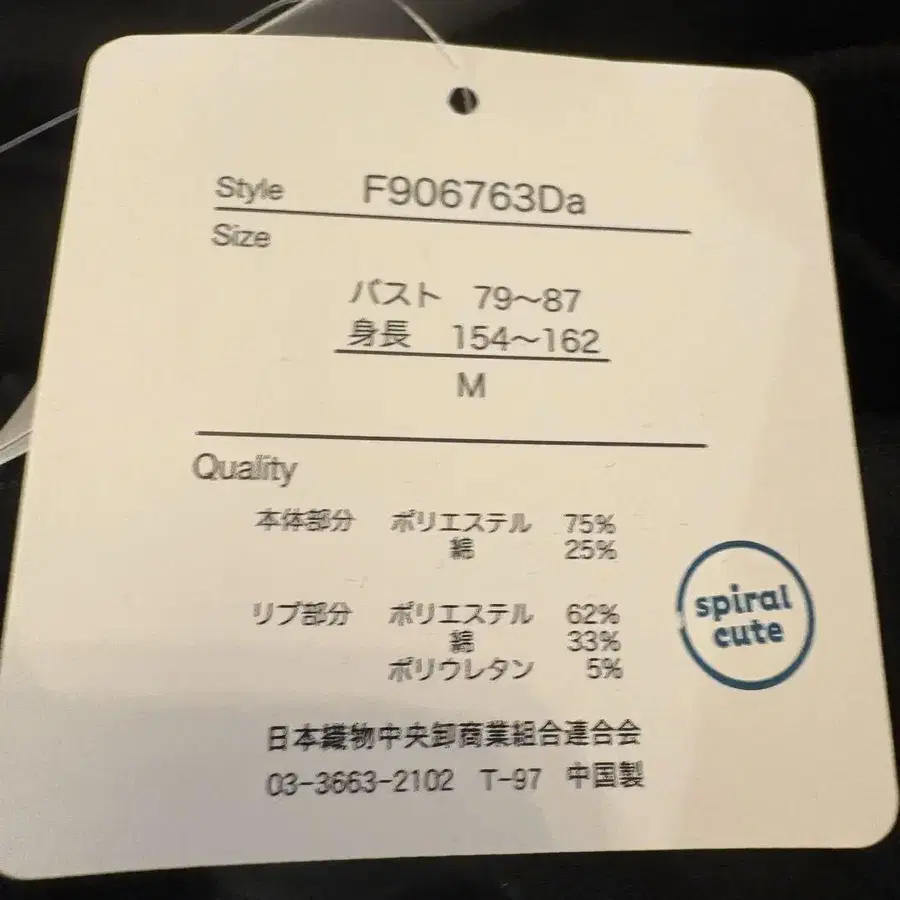 Style F906763Da
Size
バスト 79〜87
身長 154〜162
M
Quality
本体部分 ポリエステル 75%
綿 25%
リブ部分 ポリエステル 62%
綿 33%
ポリウレタン 5%
spiral
cute
日本織物中央卸商業組合連合会
03-3663-2102 T-97 中国製